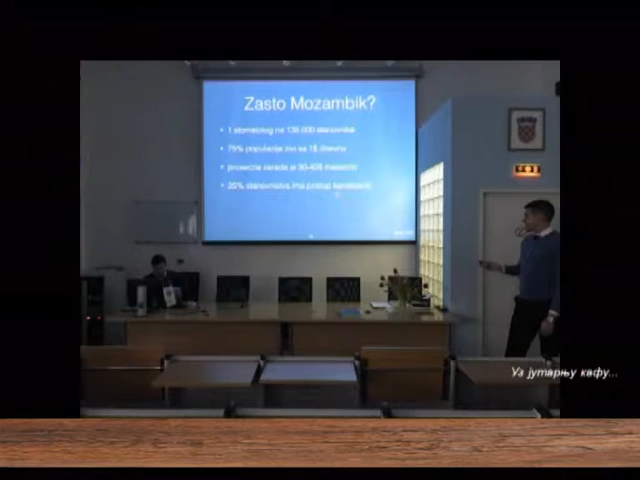 Zasto Mozambik?
• 1 stomatolog na 136.000 stanovnika
• 75% populacije zivi sa 1$ dnevno
• prosecna zarada je 30-40$ mesecno
• 20% stanovnistva ima pristup kanalizaciji
Уз јутарњу кафу...